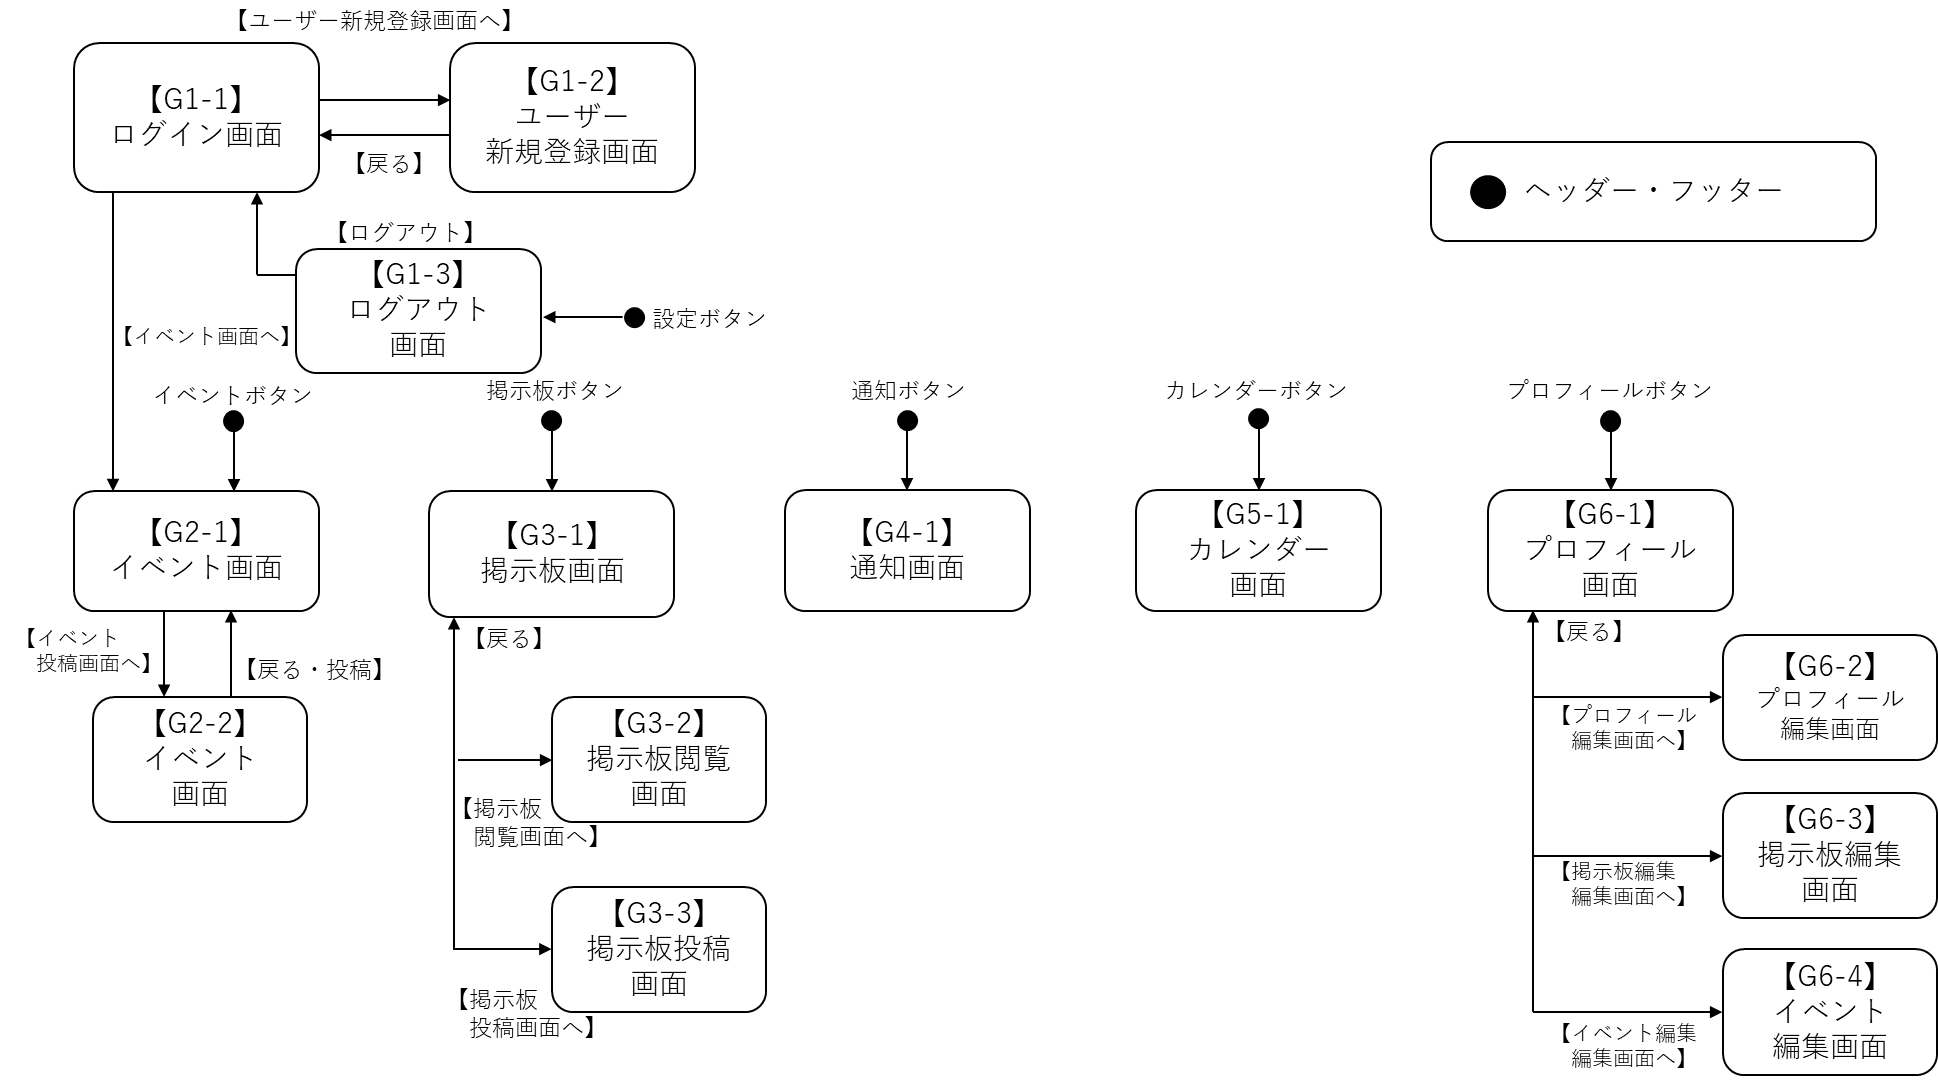 【ユーザー新規登録画面へ】
【G1-1】
ログイン画面
【G1-2】
ユーザー
新規登録画面
【戻る】
ヘッダー・フッター
【ログアウト】
【G1-3】
ログアウト
画面
設定ボタン
【イベント画面へ】
イベントボタン
掲示板ボタン
通知ボタン
カレンダーボタン
プロフィールボタン
【G2-1】
イベント画面
【G3-1】
掲示板画面
【G4-1】
通知画面
【G5-1】
カレンダー
画面
【G6-1】
プロフィール
画面
【イベント
投稿画面へ】
【戻る・投稿】
【G2-2】
イベント
画面
【戻る】
【G3-2】
掲示板閲覧
画面
【掲示板
閲覧画面へ】
【G3-3】
掲示板投稿
画面
【掲示板
投稿画面へ】
【戻る】
【G6-2】
プロフィール
編集画面
【プロフィール
編集画面へ】
【G6-3】
掲示板編集
画面
【掲示板編集
編集画面へ】
【G6-4】
イベント
編集画面
【イベント編集
編集画面へ】